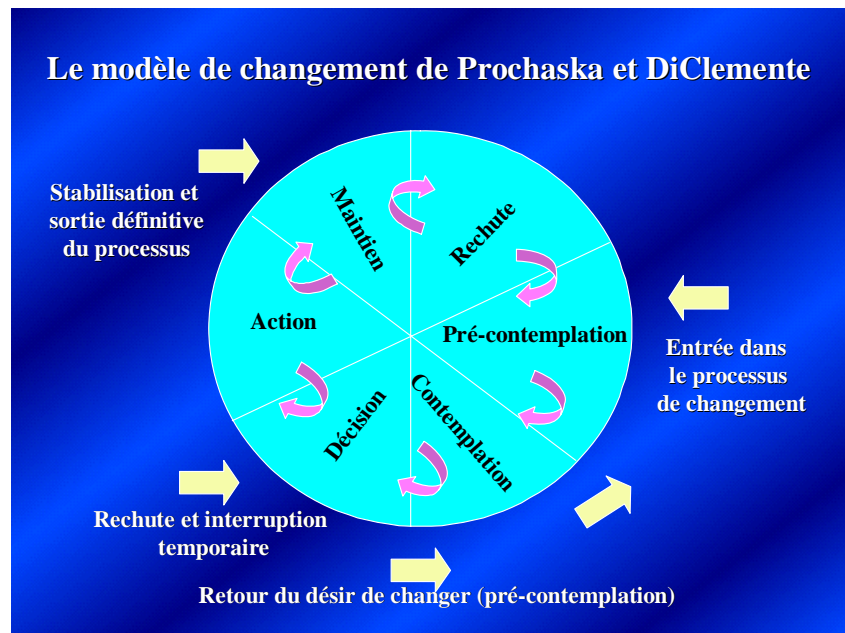 Le modèle de changement de Prochaska et DiClemente
Stabilisation et
sortie définitive
du processus
Maintien
Rechute
Action
Pré-contemplation
Entrée dans
le processus
de changement
Décision
Contemplation
Rechute et interruption
temporaire
Retour du désir de changer (pré-contemplation)